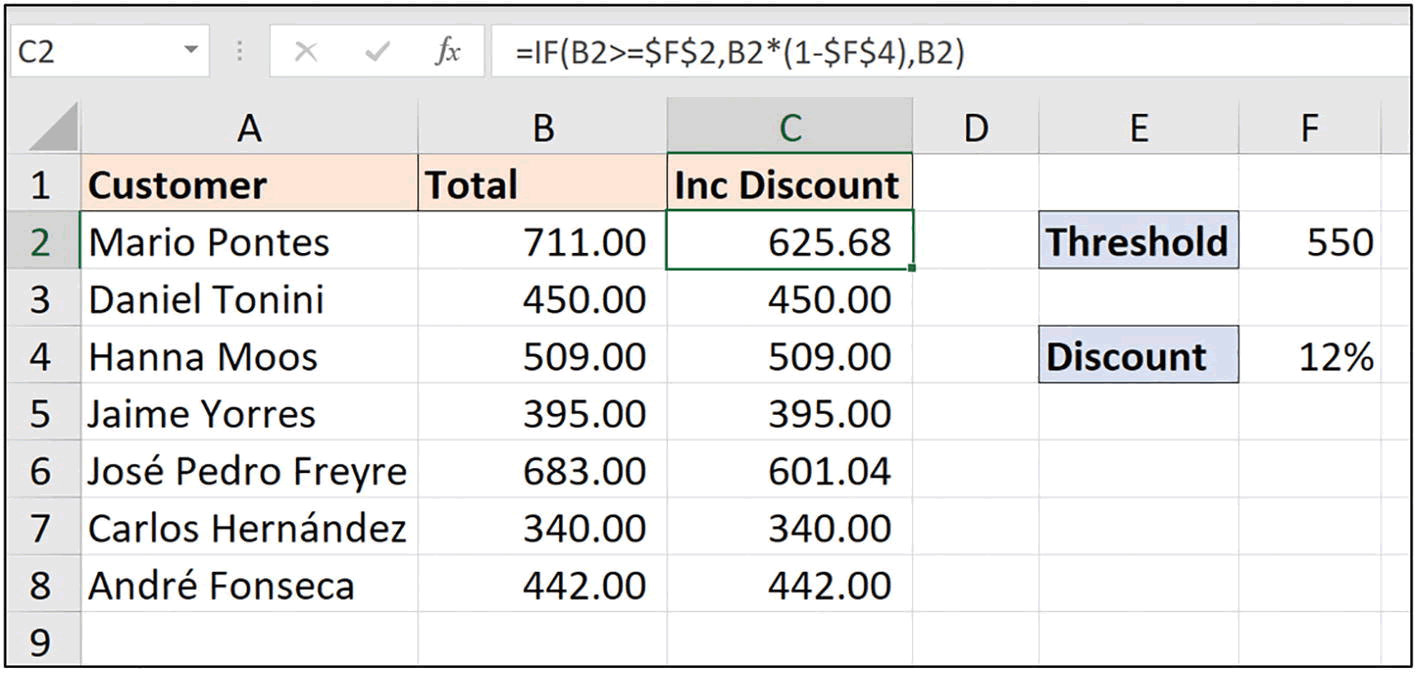 C2 fx =IF(B2>=$F$2,B2*(1-$F$4),B2)
A B C D E F
1 Customer Total Inc Discount
2 Mario Pontes 711.00 625.68 Threshold 550
3 Daniel Tonini 450.00 450.00
4 Hanna Moos 509.00 509.00 Discount 12%
5 Jaime Yorres 395.00 395.00
6 José Pedro Freyre 683.00 601.04
7 Carlos Hernández 340.00 340.00
8 André Fonseca 442.00 442.00
9